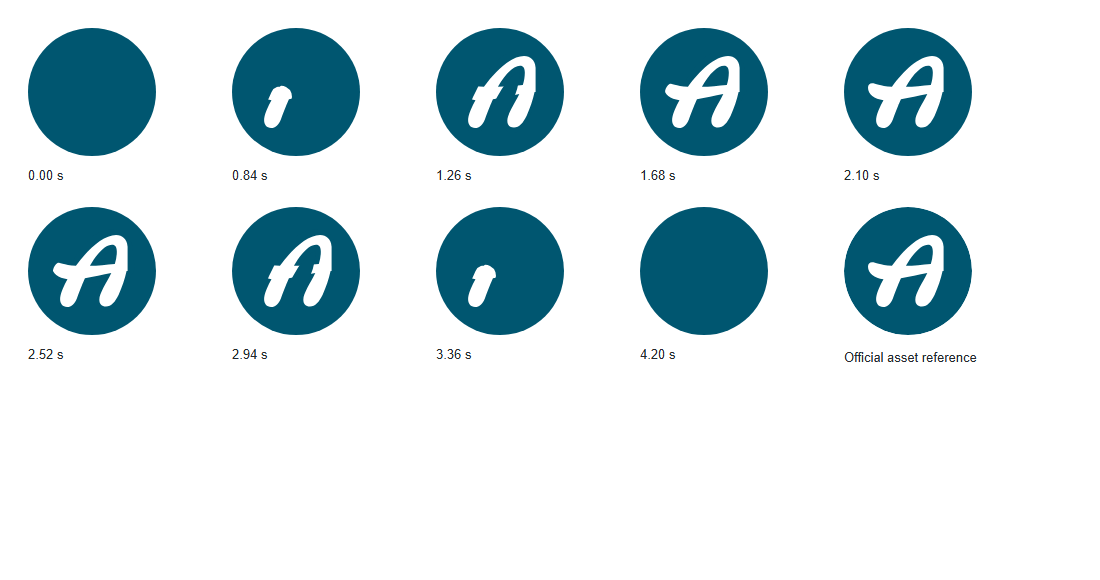 0.00 s
0.84 s
1.26 s
1.68 s
2.10 s
2.52 s
2.94 s
3.36 s
4.20 s
Official asset reference